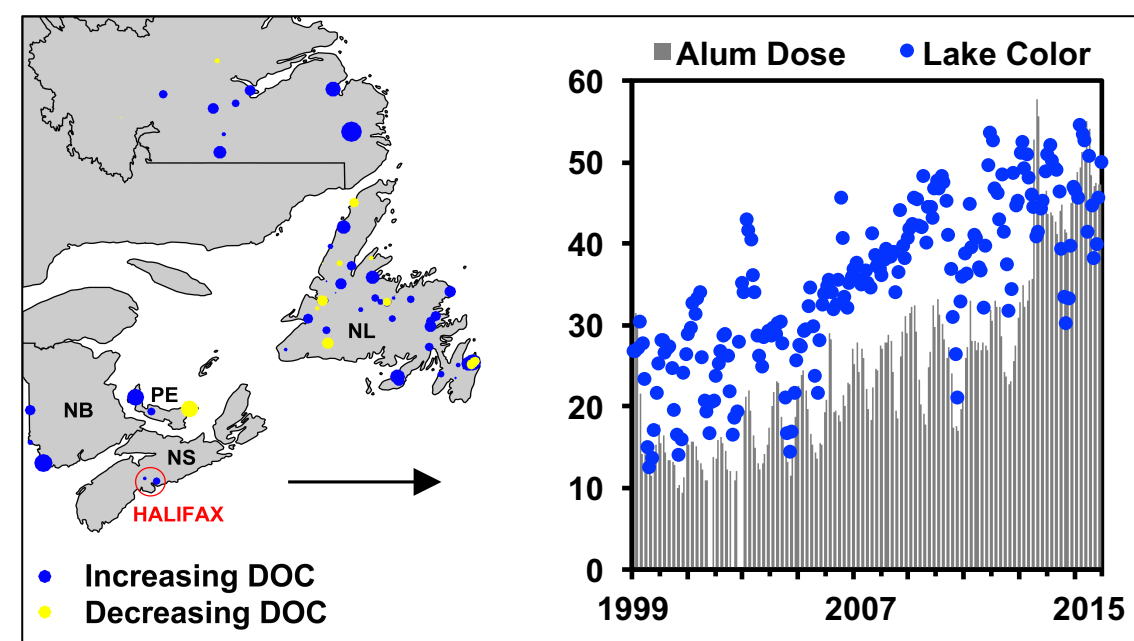 NL
PE
NB
NS
HALIFAX
Increasing DOC
Decreasing DOC
Alum Dose Lake Color
60
50
40
30
20
10
0
1999 2007 2015